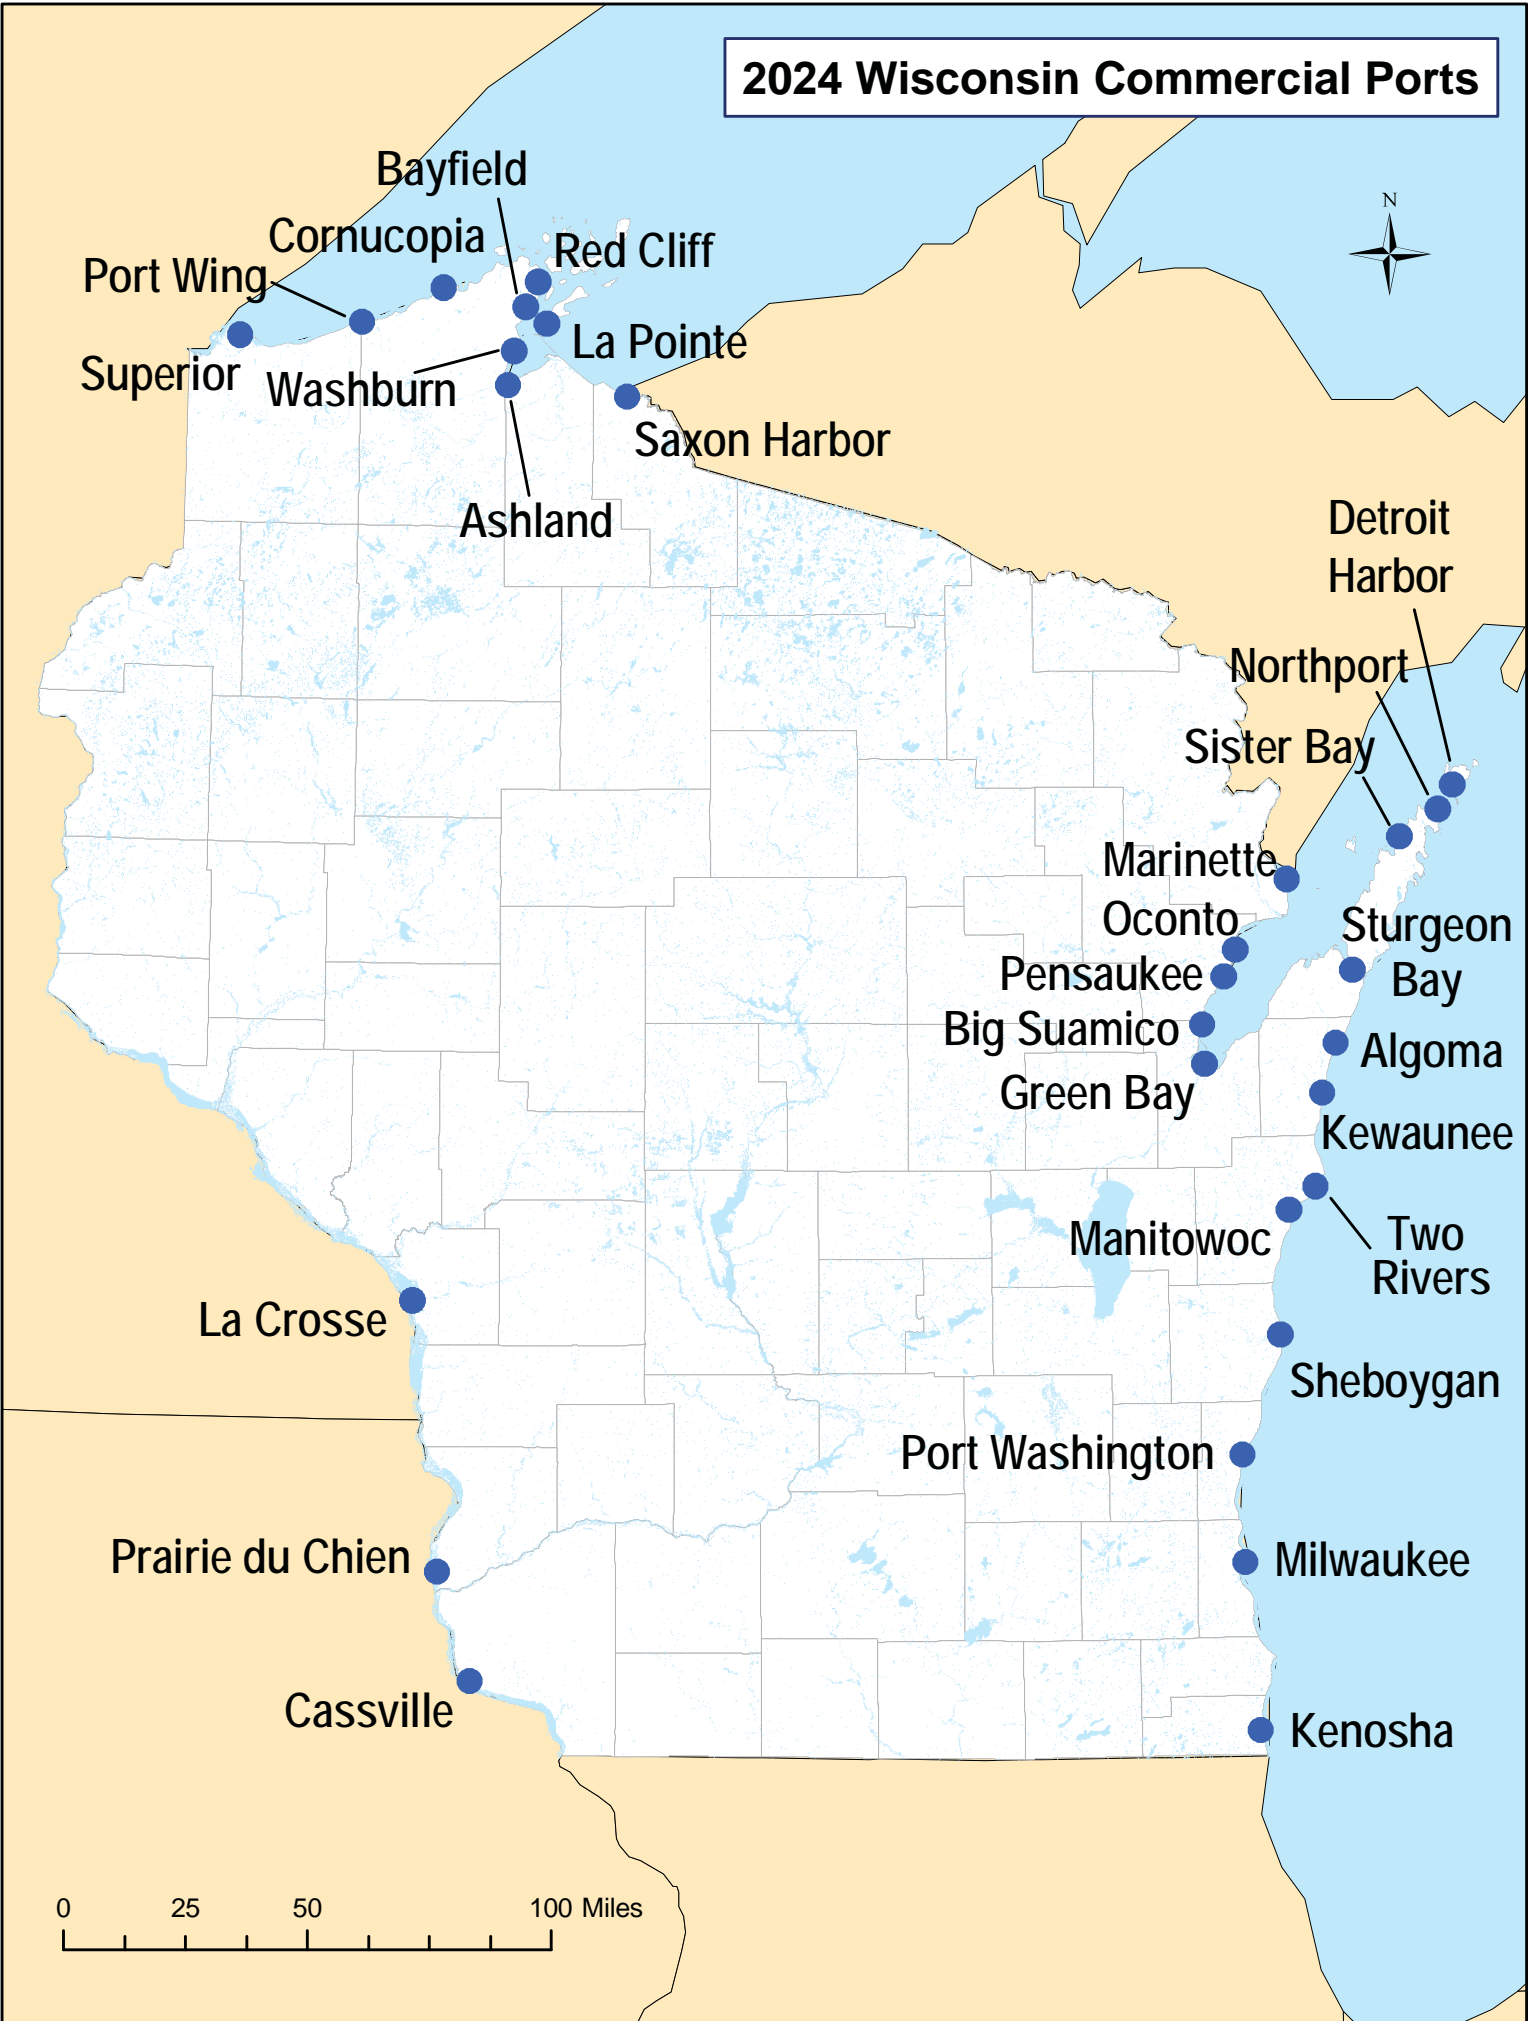 2024 Wisconsin Commercial Ports
Bayfield
N
Cornucopia
Red Cliff
Port Wing
La Pointe
Superior
Washburn
Saxon Harbor
Ashland
Detroit
Harbor
Northport
Sister Bay
Marinette
Oconto
Sturgeon
Bay
Pensaukee
Big Suamico
Algoma
Green Bay
Kewaunee
Manitowoc
Two
Rivers
La Crosse
Sheboygan
Port Washington
Prairie du Chien
Milwaukee
Cassville
Kenosha
0 25 50 100 Miles